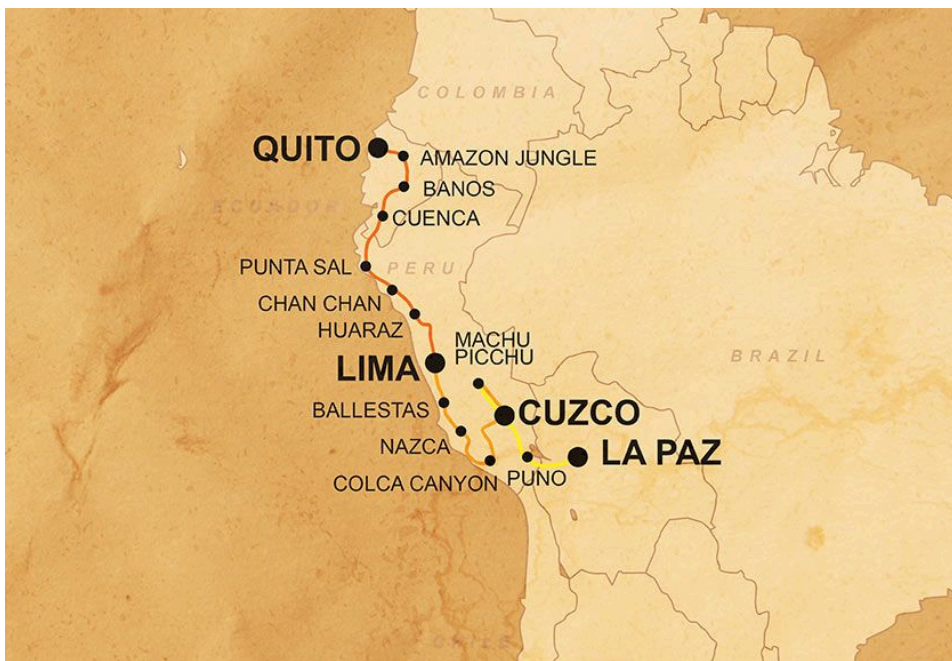 COLOMBIA
QUITO
AMAZON JUNGLE
BANOS
ECUADOR
CUENCA
PUNTA SAL
PERU
CHAN CHAN
HUARAZ
MACHU
PICCHU
BRAZIL
LIMA
BALLESTAS
CUZCO
NAZCA
LA PAZ
COLCA CANYON
PUNO
CHILE